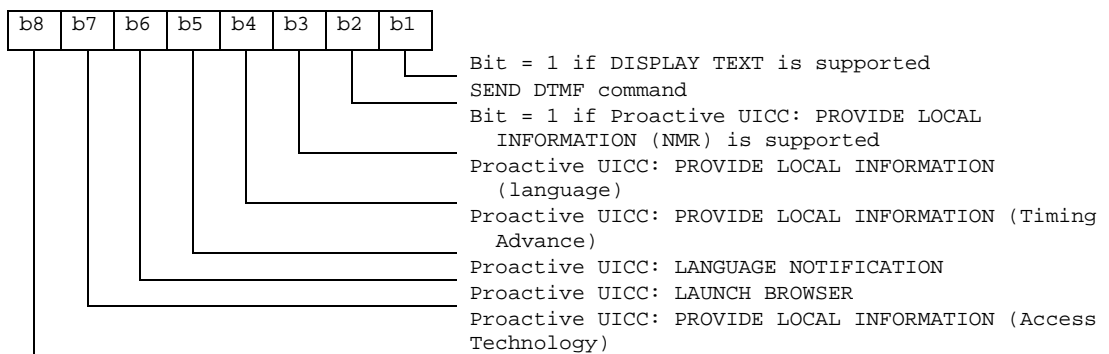 b8 b7 b6 b5 b4 b3 b2 b1
Bit = 1 if DISPLAY TEXT is supported
SEND DTMF command
Bit = 1 if Proactive UICC: PROVIDE LOCAL
INFORMATION (NMR) is supported
Proactive UICC: PROVIDE LOCAL INFORMATION
(language)
Proactive UICC: PROVIDE LOCAL INFORMATION (Timing
Advance)
Proactive UICC: LANGUAGE NOTIFICATION
Proactive UICC: LAUNCH BROWSER
Proactive UICC: PROVIDE LOCAL INFORMATION (Access
Technology)